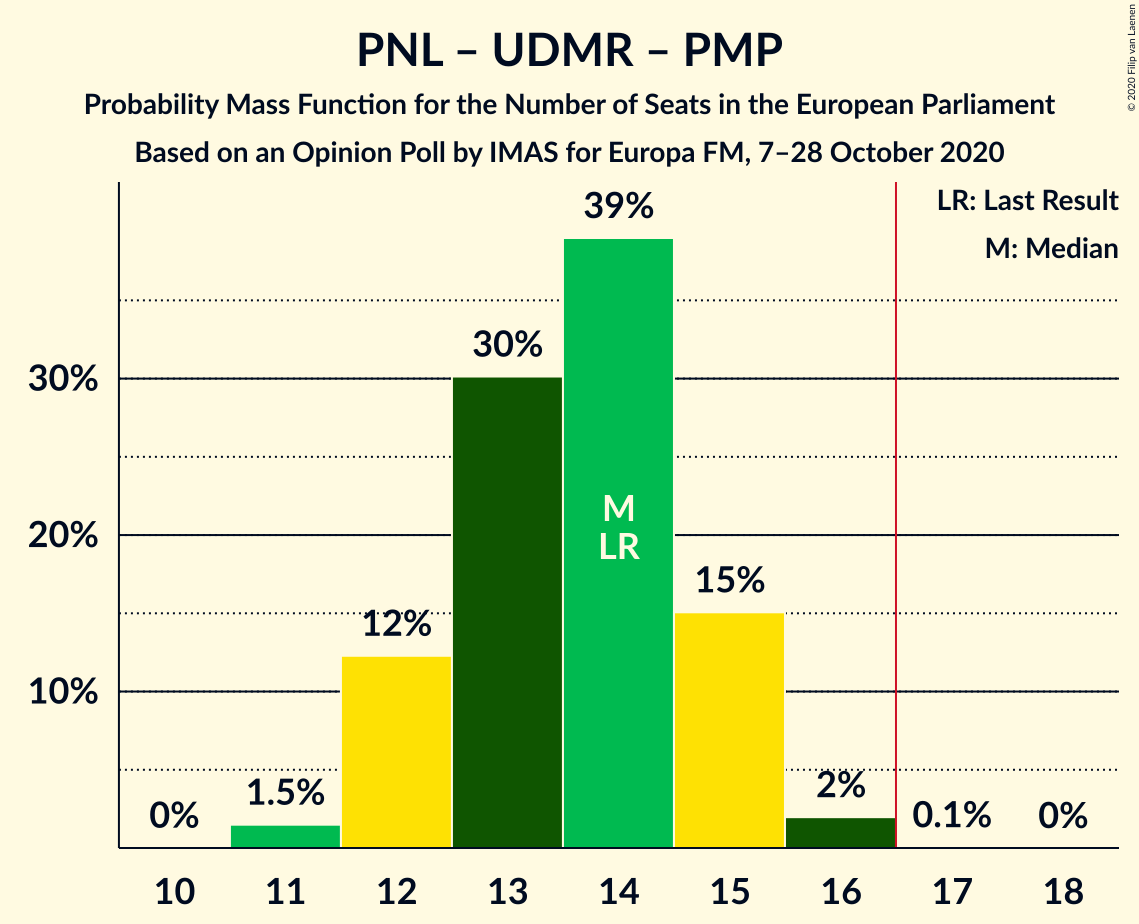 PNL – UDMR – PMP
Probability Mass Function for the Number of Seats in the European Parliament
Based on an Opinion Poll by IMAS for Europa FM, 7–28 October 2020
© 2020 Filip van Laenen
LR: Last Result
M: Median
39%
30%
30%
M
LR
20%
15%
12%
10%
1.5%
2%
0%
0.1%
0%
10 11 12 13 14 15 16 17 18